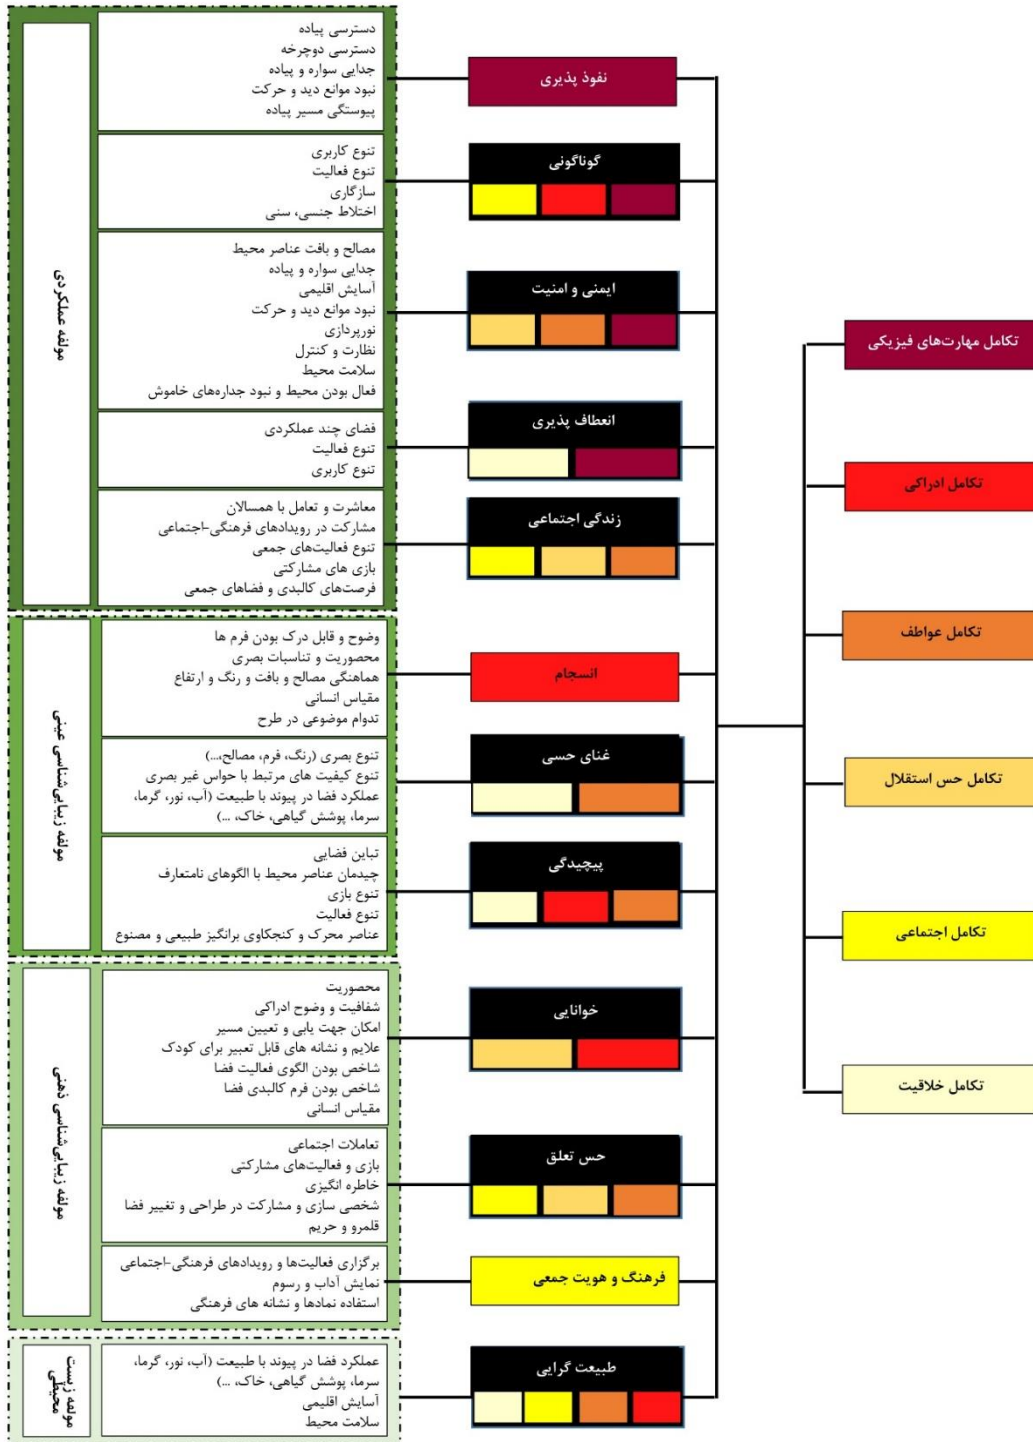 تکامل مهارت‌های فیزیکی
تکامل ادراکی
تکامل عواطف
تکامل حس استقلال
تکامل اجتماعی
تکامل خلاقیت
نفوذ پذیری
گوناگونی
ایمنی و امنیت
انعطاف پذیری
زندگی اجتماعی
انسجام
غنای حسی
پیچیدگی
خوانایی
حس تعلق
فرهنگ و هویت جمعی
طبیعت گرایی
دسترسی پیاده
دسترسی دوچرخه
جدایی سواره و پیاده
نبود موانع دید و حرکت
پیوستگی مسیر پیاده
تنوع کاربری
تنوع فعالیت
سازگاری
اختلاط جنسی، سنی
مصالح و بافت عناصر محیط
جدایی سواره و پیاده
آسایش اقلیمی
نبود موانع دید و حرکت
نورپردازی
نظارت و کنترل
سلامت محیط
فعال بودن محیط و نبود جداره‌های خاموش
فضای چند عملکردی
تنوع فعالیت
تنوع کاربری
معاشرت و تعامل با همسالان
مشارکت در رویدادهای فرهنگی-اجتماعی
تنوع فعالیت‌های جمعی
بازی های مشارکتی
فرصت‌های کالبدی و فضاهای جمعی
وضوح و قابل درک بودن فرم ها
محصوریت و تناسبات بصری
هماهنگی مصالح و بافت و رنگ و ارتفاع
مقیاس انسانی
تدوام موضوعی در طرح
تنوع بصری (رنگ، فرم، مصالح،...)
تنوع کیفیت های مرتبط با حواس غیر بصری
عملکرد فضا در پیوند با طبیعت (آب، نور، گرما،
سرما، پوشش گیاهی، خاک، ...)
تباین فضایی
چیدمان عناصر محیط با الگوهای نامتعارف
تنوع بازی
تنوع فعالیت
عناصر محرک و کنجکاوی برانگیز طبیعی و مصنوع
محصوریت
شفافیت و وضوح ادراکی
امکان جهت یابی و تعیین مسیر
علایم و نشانه های قابل تعبیر برای کودک
شاخص بودن الگوی فعالیت فضا
شاخص بودن فرم کالبدی فضا
مقیاس انسانی
تعاملات اجتماعی
بازی و فعالیت‌های مشارکتی
خاطره انگیزی
شخصی سازی و مشارکت در طراحی و تغییر فضا
قلمرو و حریم
برگزاری فعالیت‌ها و رویدادهای فرهنگی-اجتماعی
نمایش آداب و رسوم
استفاده نمادها و نشانه های فرهنگی
عملکرد فضا در پیوند با طبیعت (آب، نور، گرما،
سرما، پوشش گیاهی، خاک، ...)
آسایش اقلیمی
سلامت محیط
مولفه عملکردی
مولفه زیبایی‌شناسی عینی
مولفه زیبایی‌شناسی ذهنی
مولفه زیست
محیطی